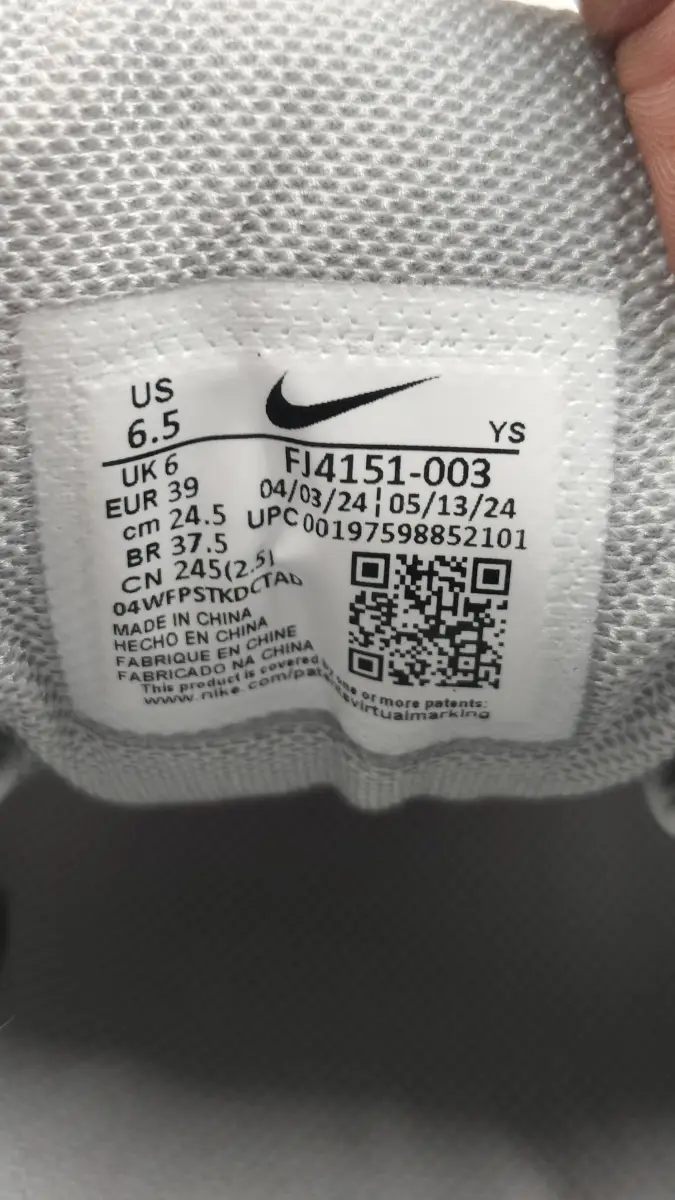 US
6.5
YS
UK 6
EUR 39
cm 24.5
BR 37.5
CN 245(2.5)
FJ4151-003
04/03/24¦05/13/24
UPC00197598852101
04WFPSTKDCTAD
MADE IN CHINA
HECHO EN CHINA
FABRIQUE EN CHINE
FABRICADO NA CHINA
This product is covered by one or more patents:
www.nike.com/patentsvirtualmarking